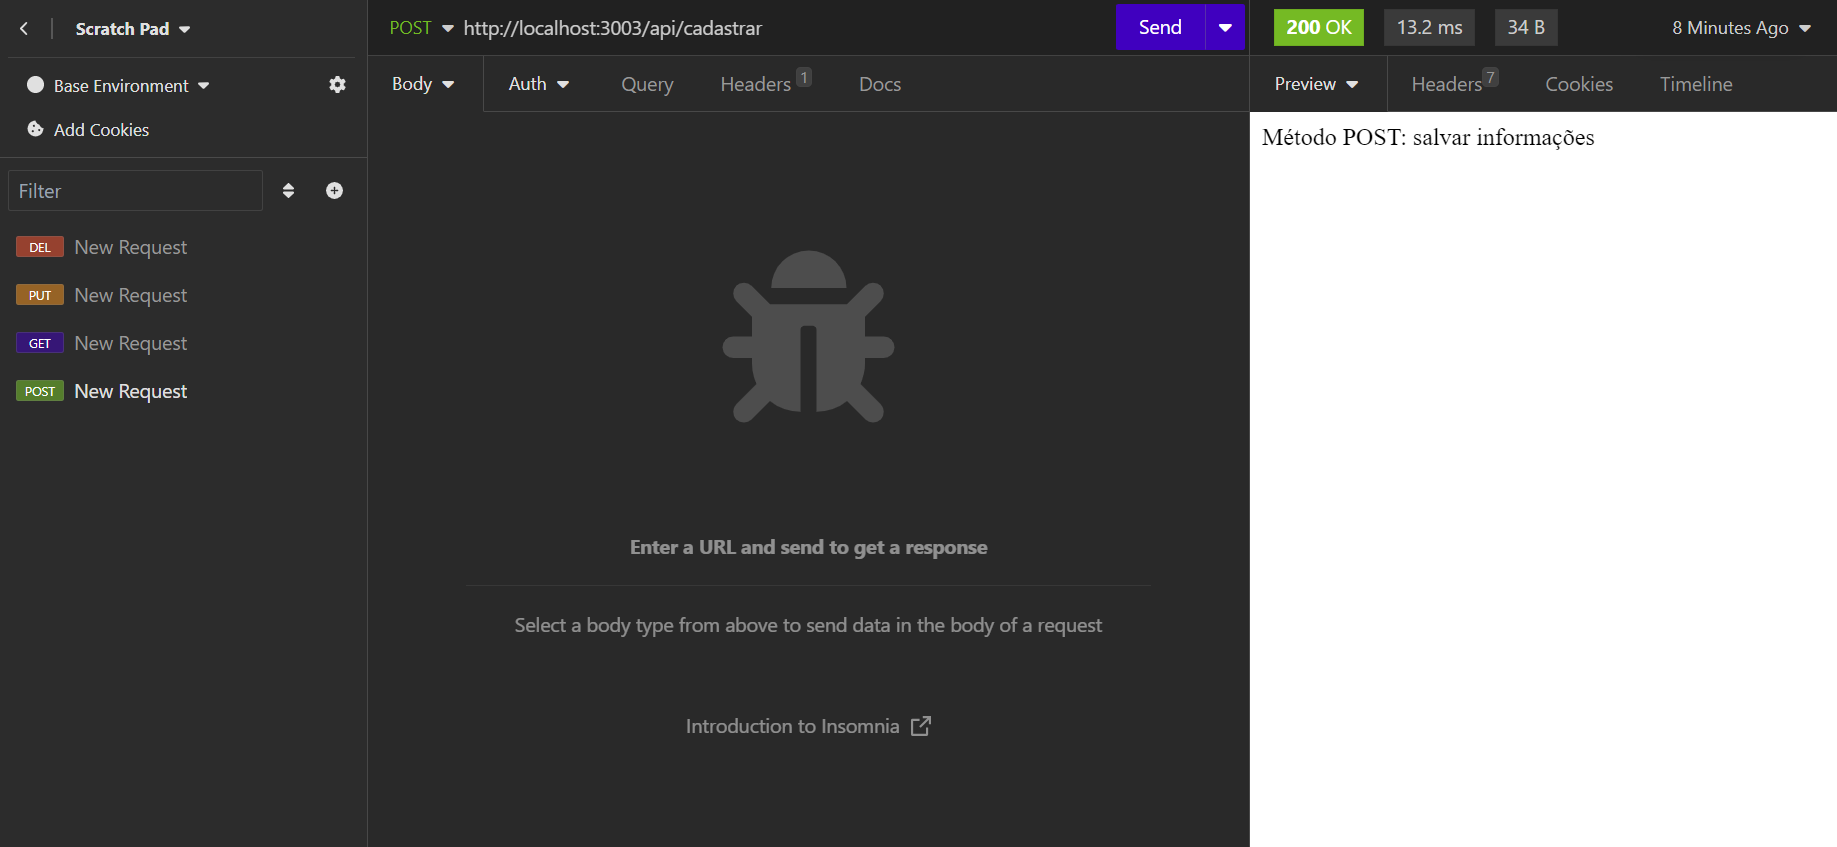 Scratch Pad
Base Environment
Add Cookies
Filter
DEL New Request
PUT New Request
GET New Request
POST New Request
POST http://localhost:3003/api/cadastrar Send
Body Auth Query Headers 1 Docs
Enter a URL and send to get a response
Select a body type from above to send data in the body of a request
Introduction to Insomnia
200 OK 13.2 ms 34 B 8 Minutes Ago
Preview Headers 7 Cookies Timeline
Método POST: salvar informações